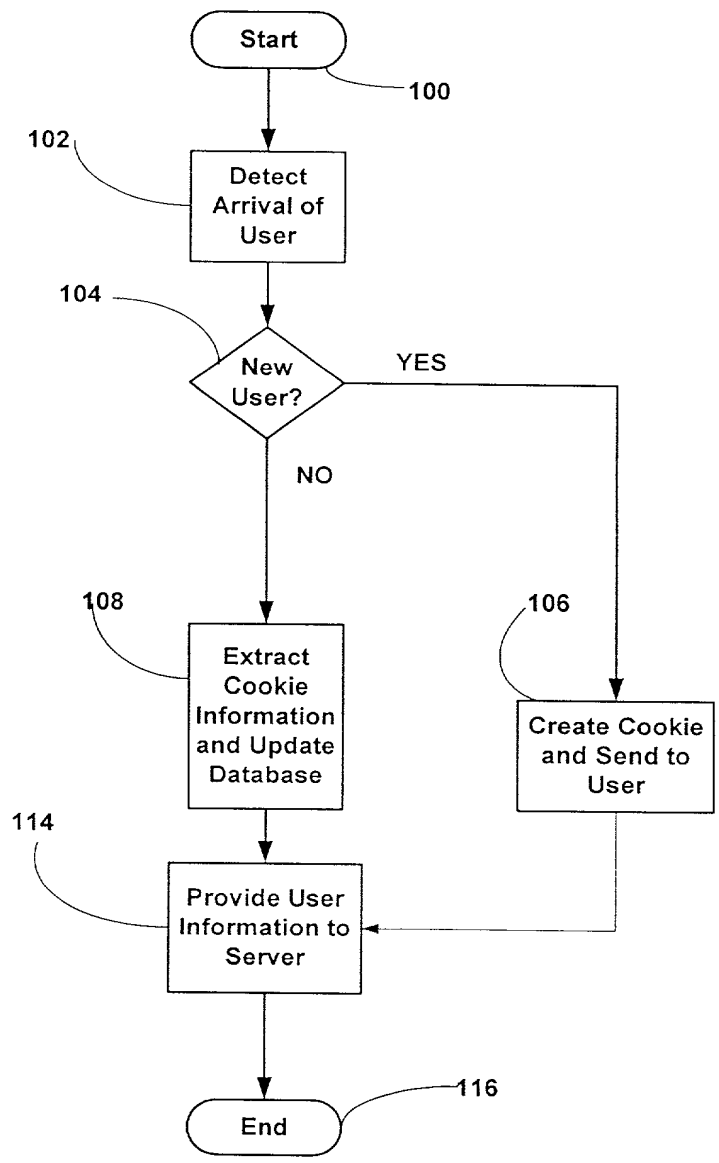 Start
100
102
Detect
Arrival of
User
104
New
User?
YES
NO
108
106
Extract
Cookie
Information
and Update
Database
Create Cookie
and Send to
User
114
Provide User
Information to
Server
116
End